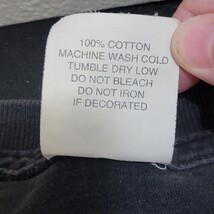 100% COTTON
MACHINE WASH COLD
TUMBLE DRY LOW
DO NOT BLEACH
DO NOT IRON
IF DECORATED